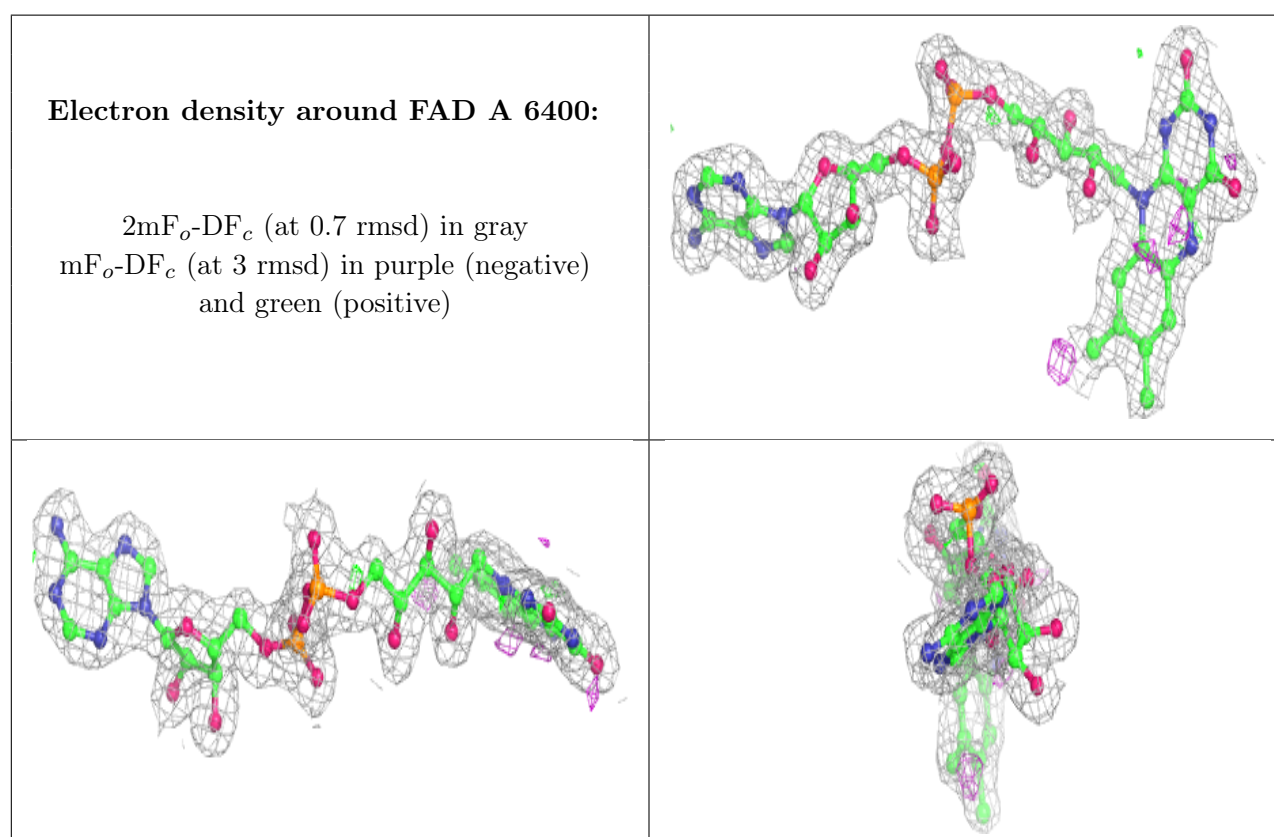 Electron density around FAD A 6400:
2mFo-DFc (at 0.7 rmsd) in gray
mFo-DFc (at 3 rmsd) in purple (negative)
and green (positive)